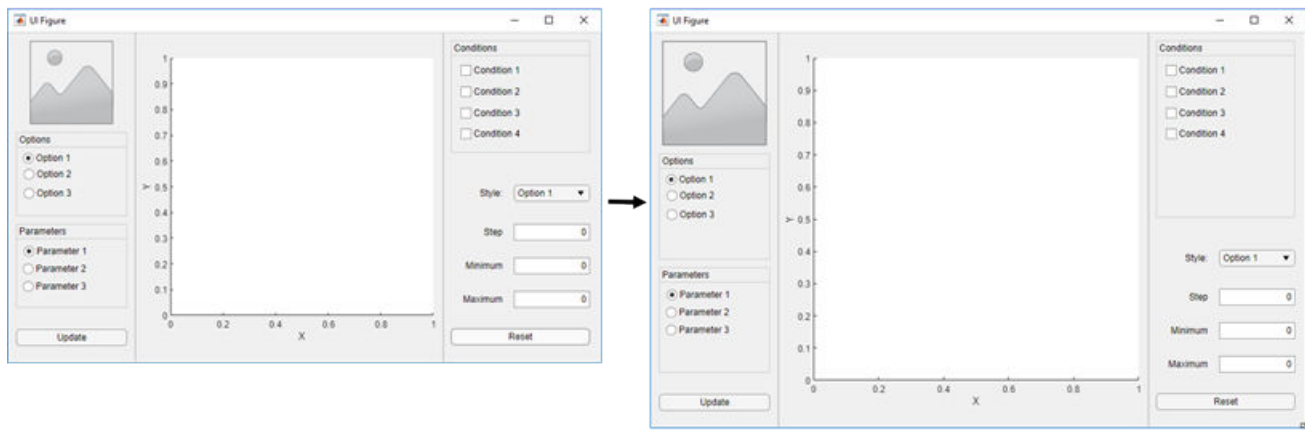 UI Figure
Options
Option 1
Option 2
Option 3
Parameters
Parameter 1
Parameter 2
Parameter 3
Update
1
0.9
0.8
0.7
0.6
0.5
0.4
0.3
0.2
0.1
0
Y
0 0.2 0.4 0.6 0.8 1
X
Conditions
Condition 1
Condition 2
Condition 3
Condition 4
Style: Option 1
Step 0
Minimum 0
Maximum 0
Reset
UI Figure
Options
Option 1
Option 2
Option 3
Parameters
Parameter 1
Parameter 2
Parameter 3
Update
1
0.9
0.8
0.7
0.6
0.5
0.4
0.3
0.2
0.1
0
Y
0 0.2 0.4 0.6 0.8 1
X
Conditions
Condition 1
Condition 2
Condition 3
Condition 4
Style: Option 1
Step 0
Minimum 0
Maximum 0
Reset